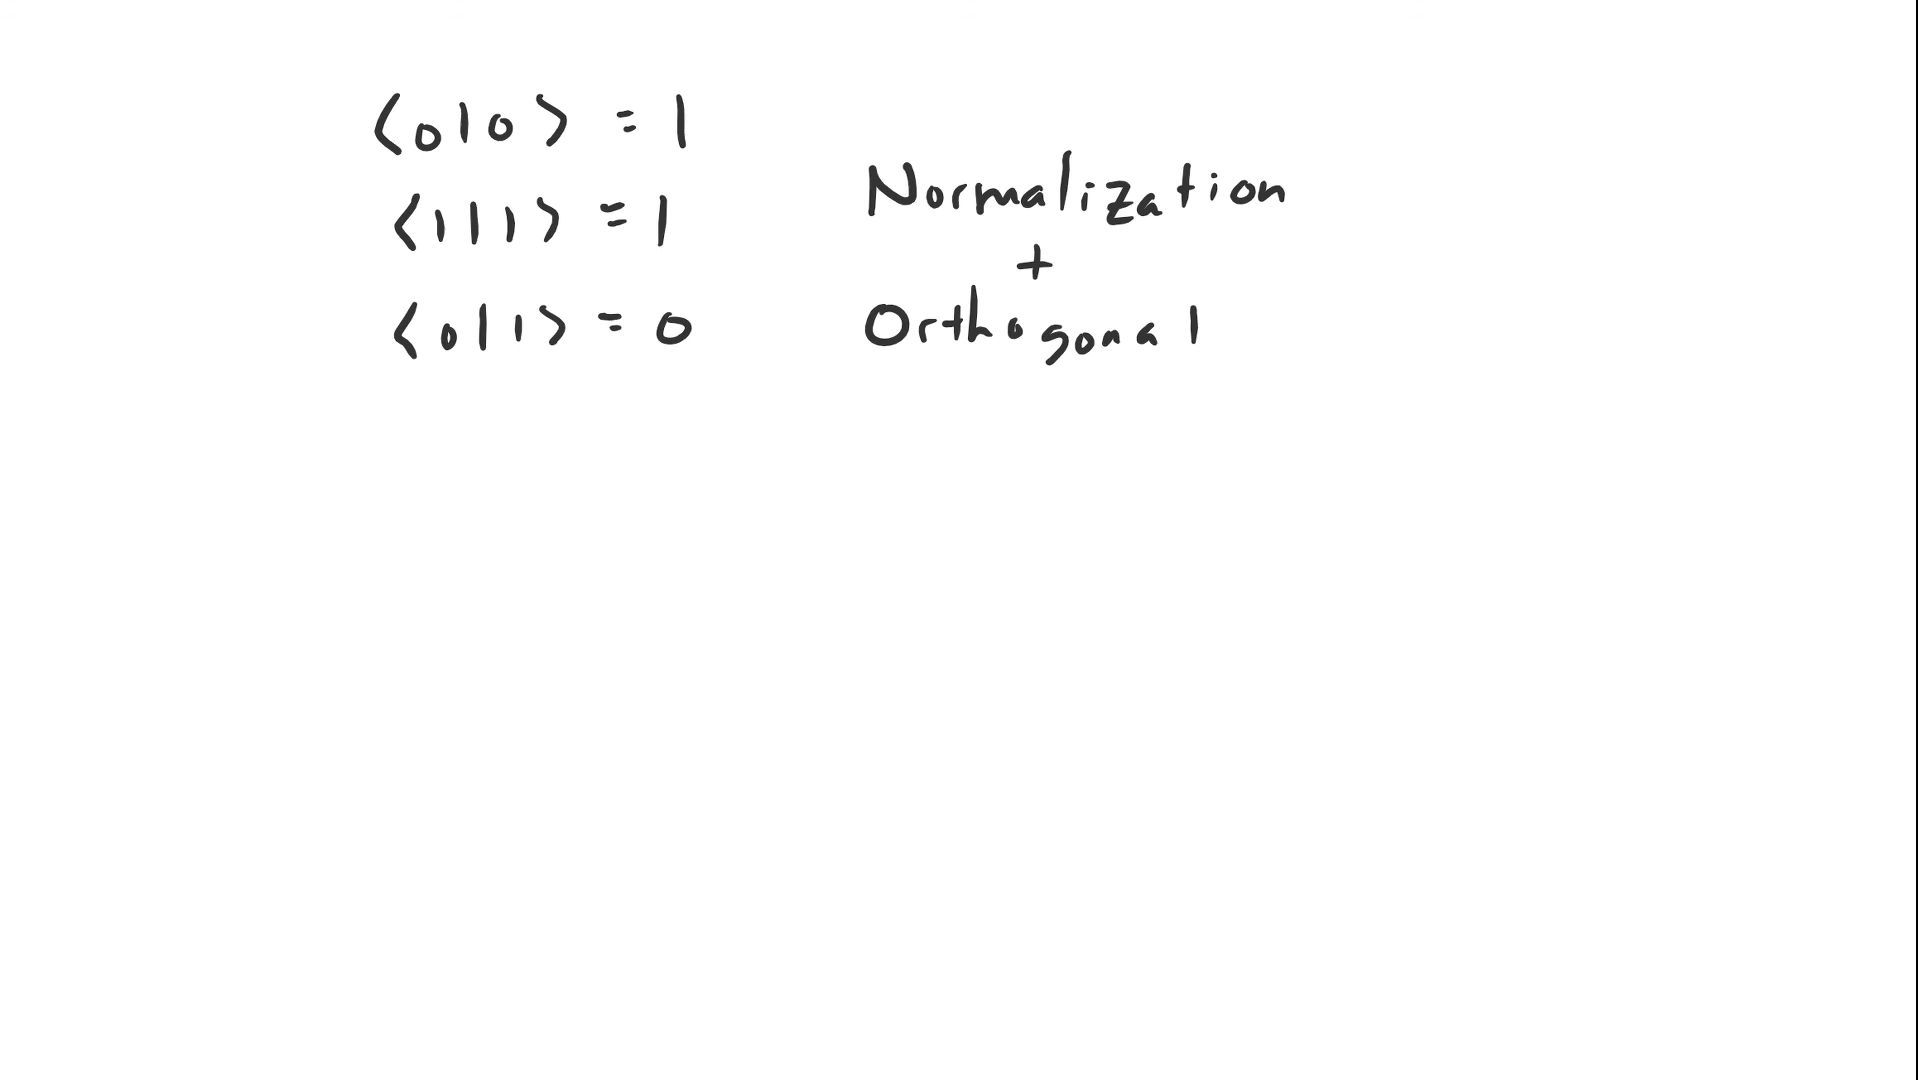 ⟨0|0⟩ = 1
⟨1|1⟩ = 1
⟨0|1⟩ = 0
Normalization
+
Orthogonal